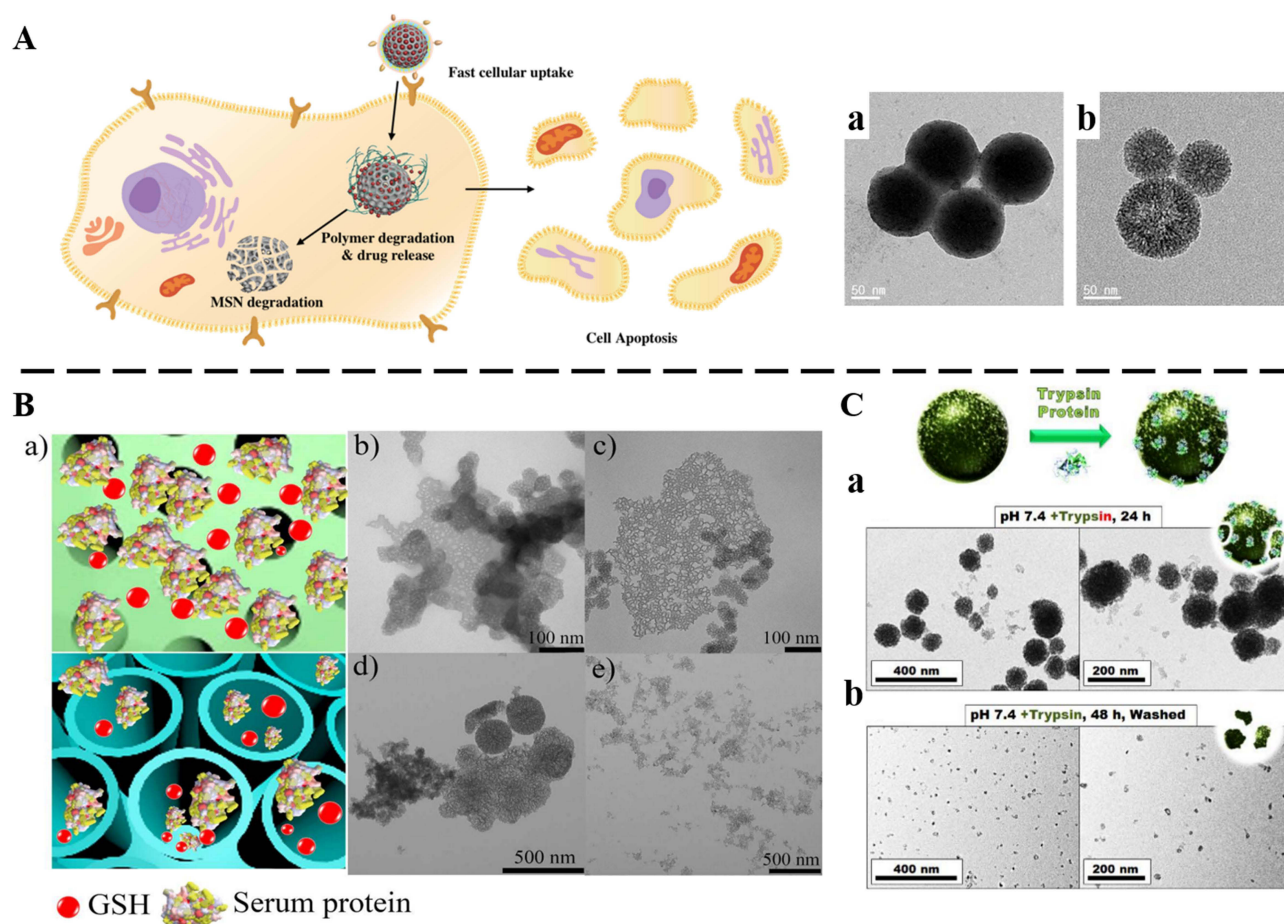 A
Fast cellular uptake
Polymer degradation
& drug release
MSN degradation
Cell Apoptosis
a
50 nm
b
50 nm
B
a)
b)
100 nm
c)
100 nm
d)
500 nm
e)
500 nm
GSH
Serum protein
C
Trypsin
Protein
a
pH 7.4 +Trypsin, 24 h
400 nm
200 nm
b
pH 7.4 +Trypsin, 48 h, Washed
400 nm
200 nm